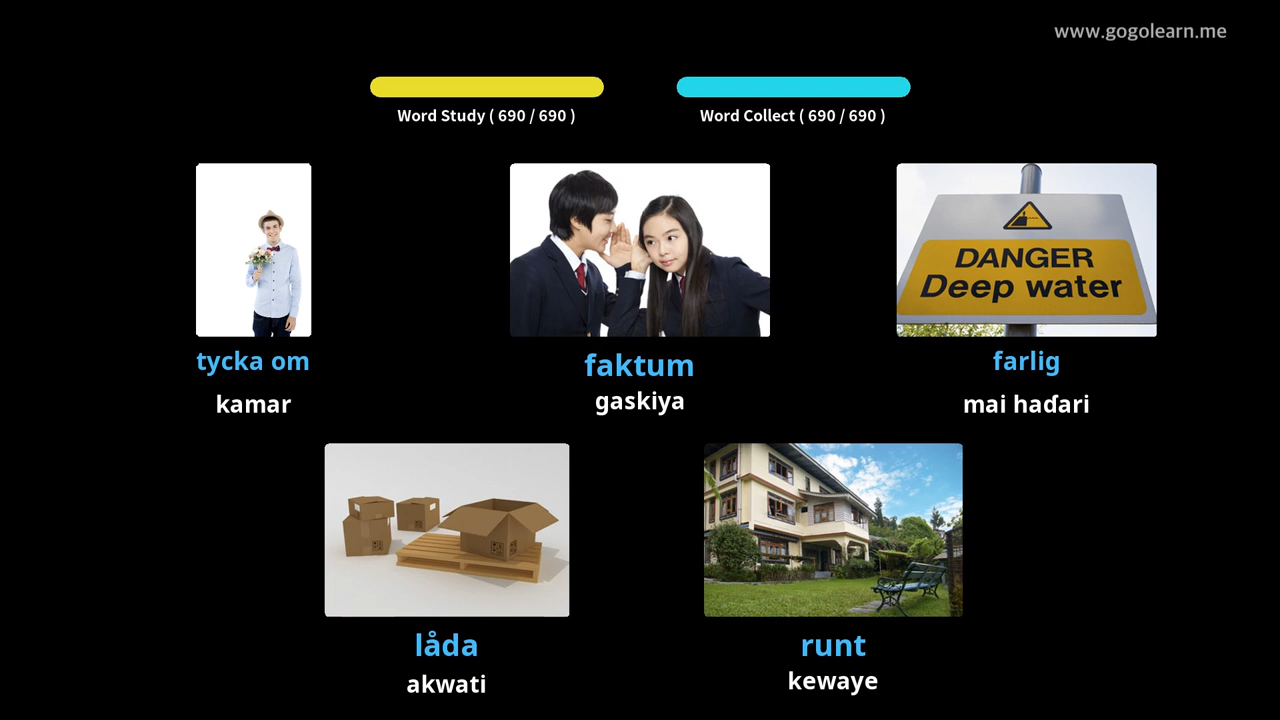 www.gogolearn.me
Word Study ( 690 / 690 )
Word Collect ( 690 / 690 )
DANGER
Deep water
tycka om
faktum
farlig
kamar
gaskiya
mai haɗari
låda
runt
akwati
kewaye